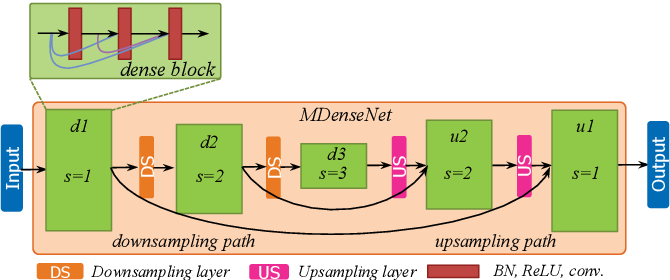 dense block
MDenseNet
Input
d1
s=1
DS
d2
s=2
DS
d3
s=3
US
u2
s=2
US
u1
s=1
Output
downsampling path
upsampling path
DS Downsampling layer
US Upsampling layer
BN, ReLU, conv.